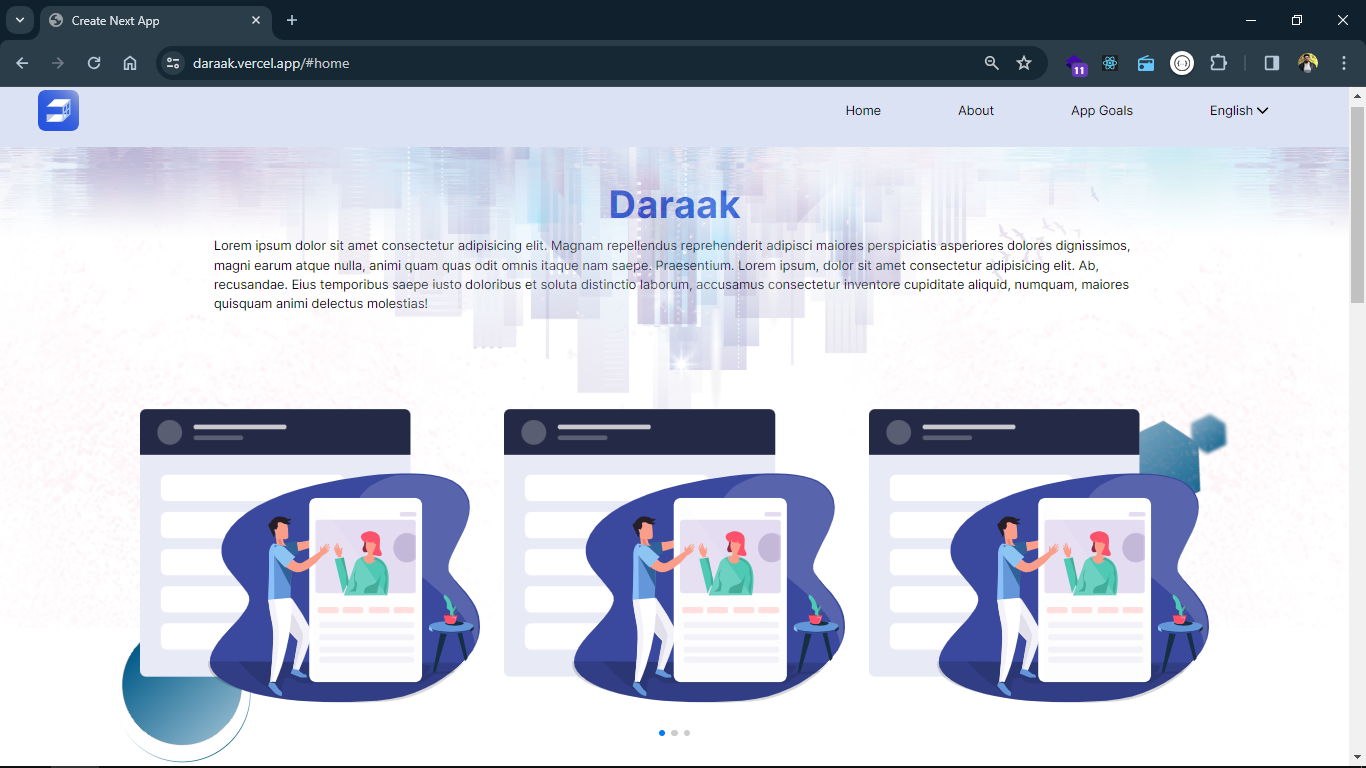 Create Next App
daraak.vercel.app/#home
11
Home
About
App Goals
English
Daraak
Lorem ipsum dolor sit amet consectetur adipisicing elit. Magnam repellendus reprehenderit adipisci maiores perspiciatis asperiores dolores dignissimos,
magni earum atque nulla, animi quam quas odit omnis itaque nam saepe. Praesentium. Lorem ipsum, dolor sit amet consectetur adipisicing elit. Ab,
recusandae. Eius temporibus saepe iusto doloribus et soluta distinctio laborum, accusamus consectetur inventore cupiditate aliquid, numquam, maiores
quisquam animi delectus molestias!